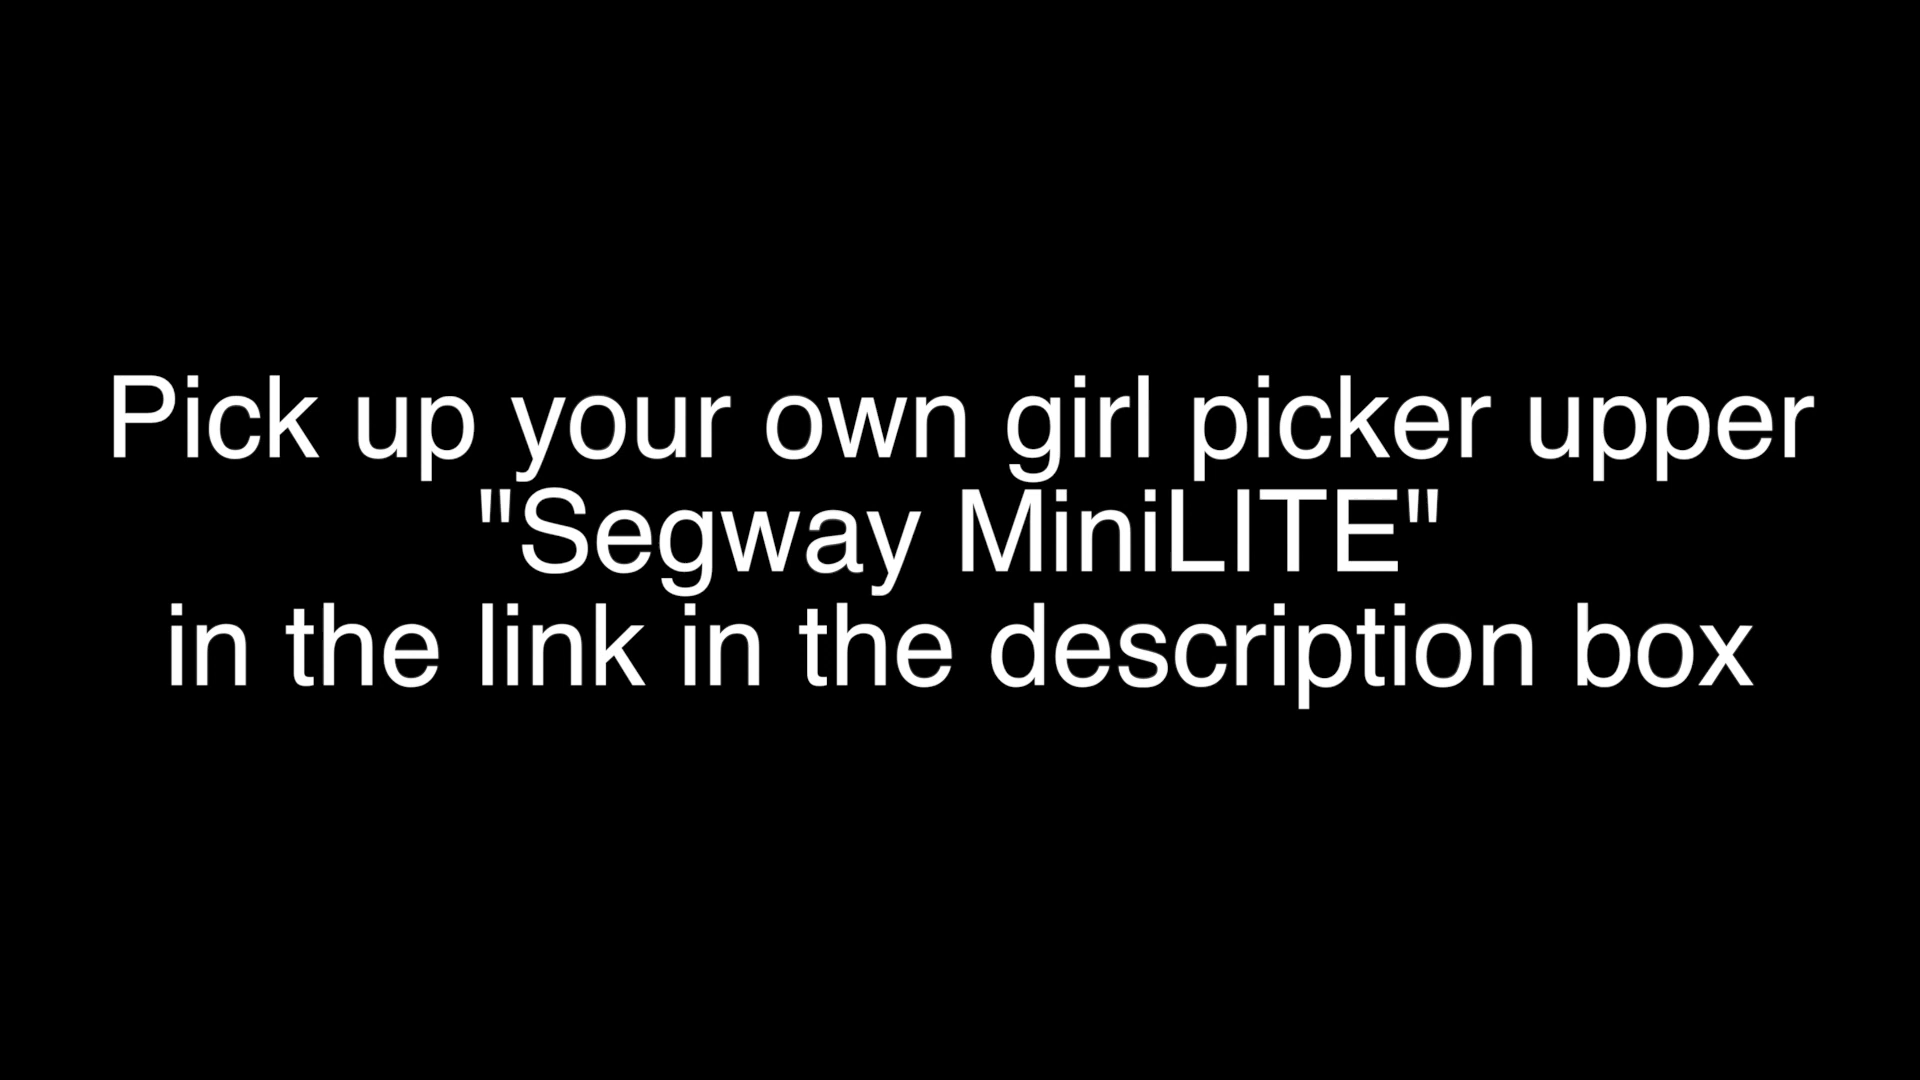 Pick up your own girl picker upper
"Segway MiniLITE"
in the link in the description box